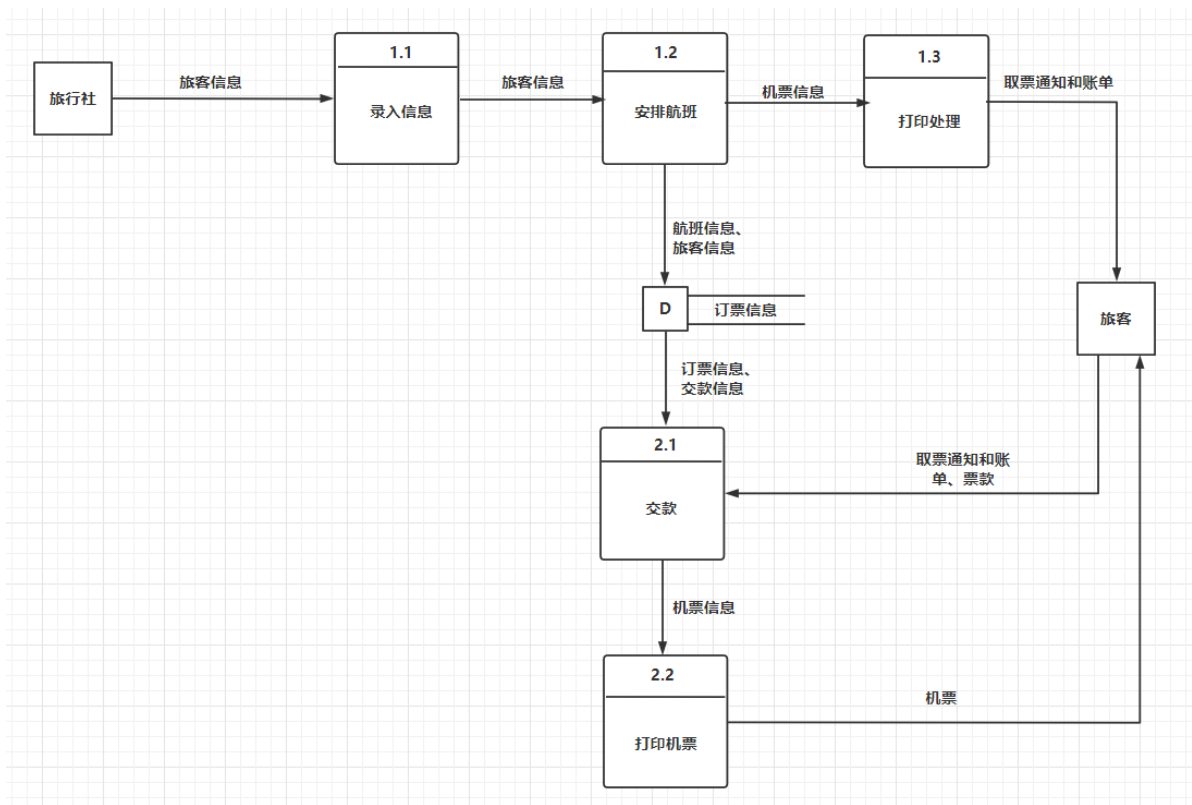 1.1
1.2
1.3
旅行社
旅客信息
录入信息
旅客信息
安排航班
机票信息
打印处理
取票通知和账单
航班信息、
旅客信息
D
订票信息
旅客
订票信息、
交款信息
2.1
交款
取票通知和账
单、票款
机票信息
2.2
打印机票
机票